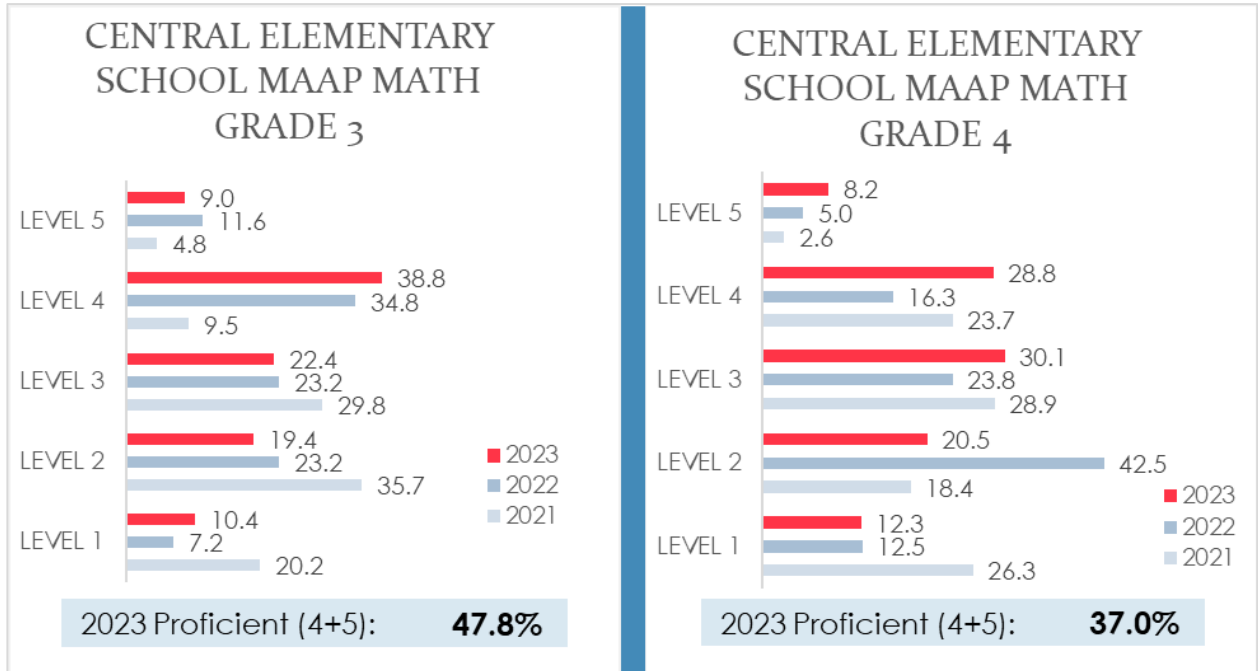 CENTRAL ELEMENTARY
SCHOOL MAAP MATH
GRADE 3
LEVEL 5
9.0
11.6
4.8
LEVEL 4
38.8
34.8
9.5
LEVEL 3
22.4
23.2
29.8
LEVEL 2
19.4
23.2
35.7
LEVEL 1
10.4
7.2
20.2
2023
2022
2021
2023 Proficient (4+5): 47.8%
CENTRAL ELEMENTARY
SCHOOL MAAP MATH
GRADE 4
LEVEL 5
8.2
5.0
2.6
LEVEL 4
28.8
16.3
23.7
LEVEL 3
30.1
23.8
28.9
LEVEL 2
20.5
42.5
18.4
LEVEL 1
12.3
12.5
26.3
2023
2022
2021
2023 Proficient (4+5): 37.0%